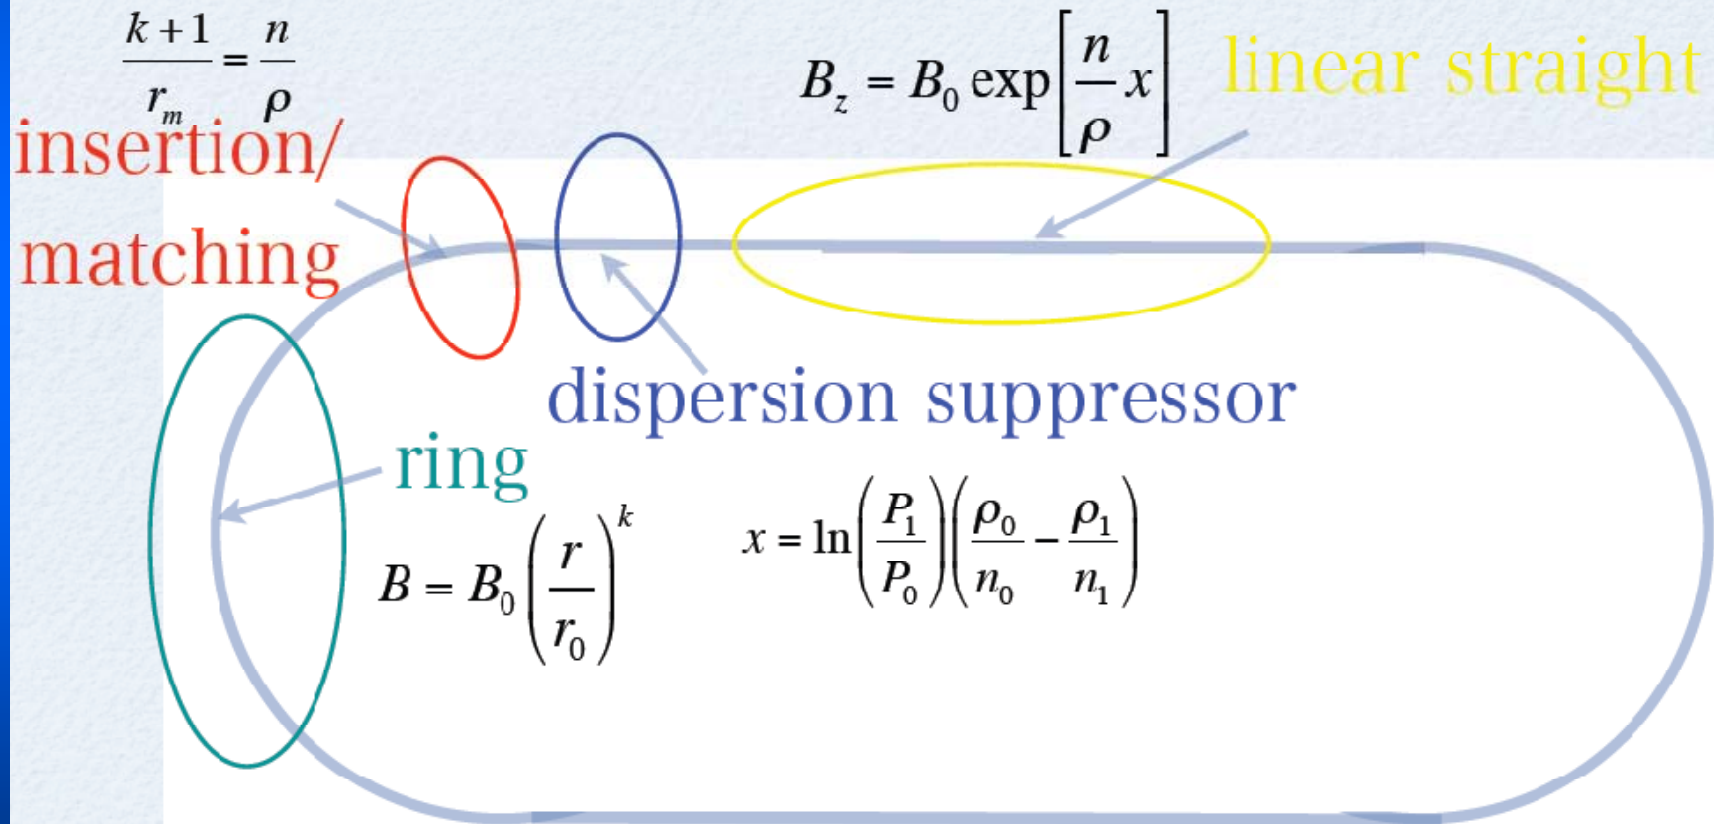 (k+1)/r_m = n/ρ
B_z = B_0 exp[(n/ρ) x]
linear straight
insertion/
matching
dispersion suppressor
ring
B = B_0 (r/r_0)^k
x = ln(P_1/P_0)(ρ_0/n_0 − ρ_1/n_1)